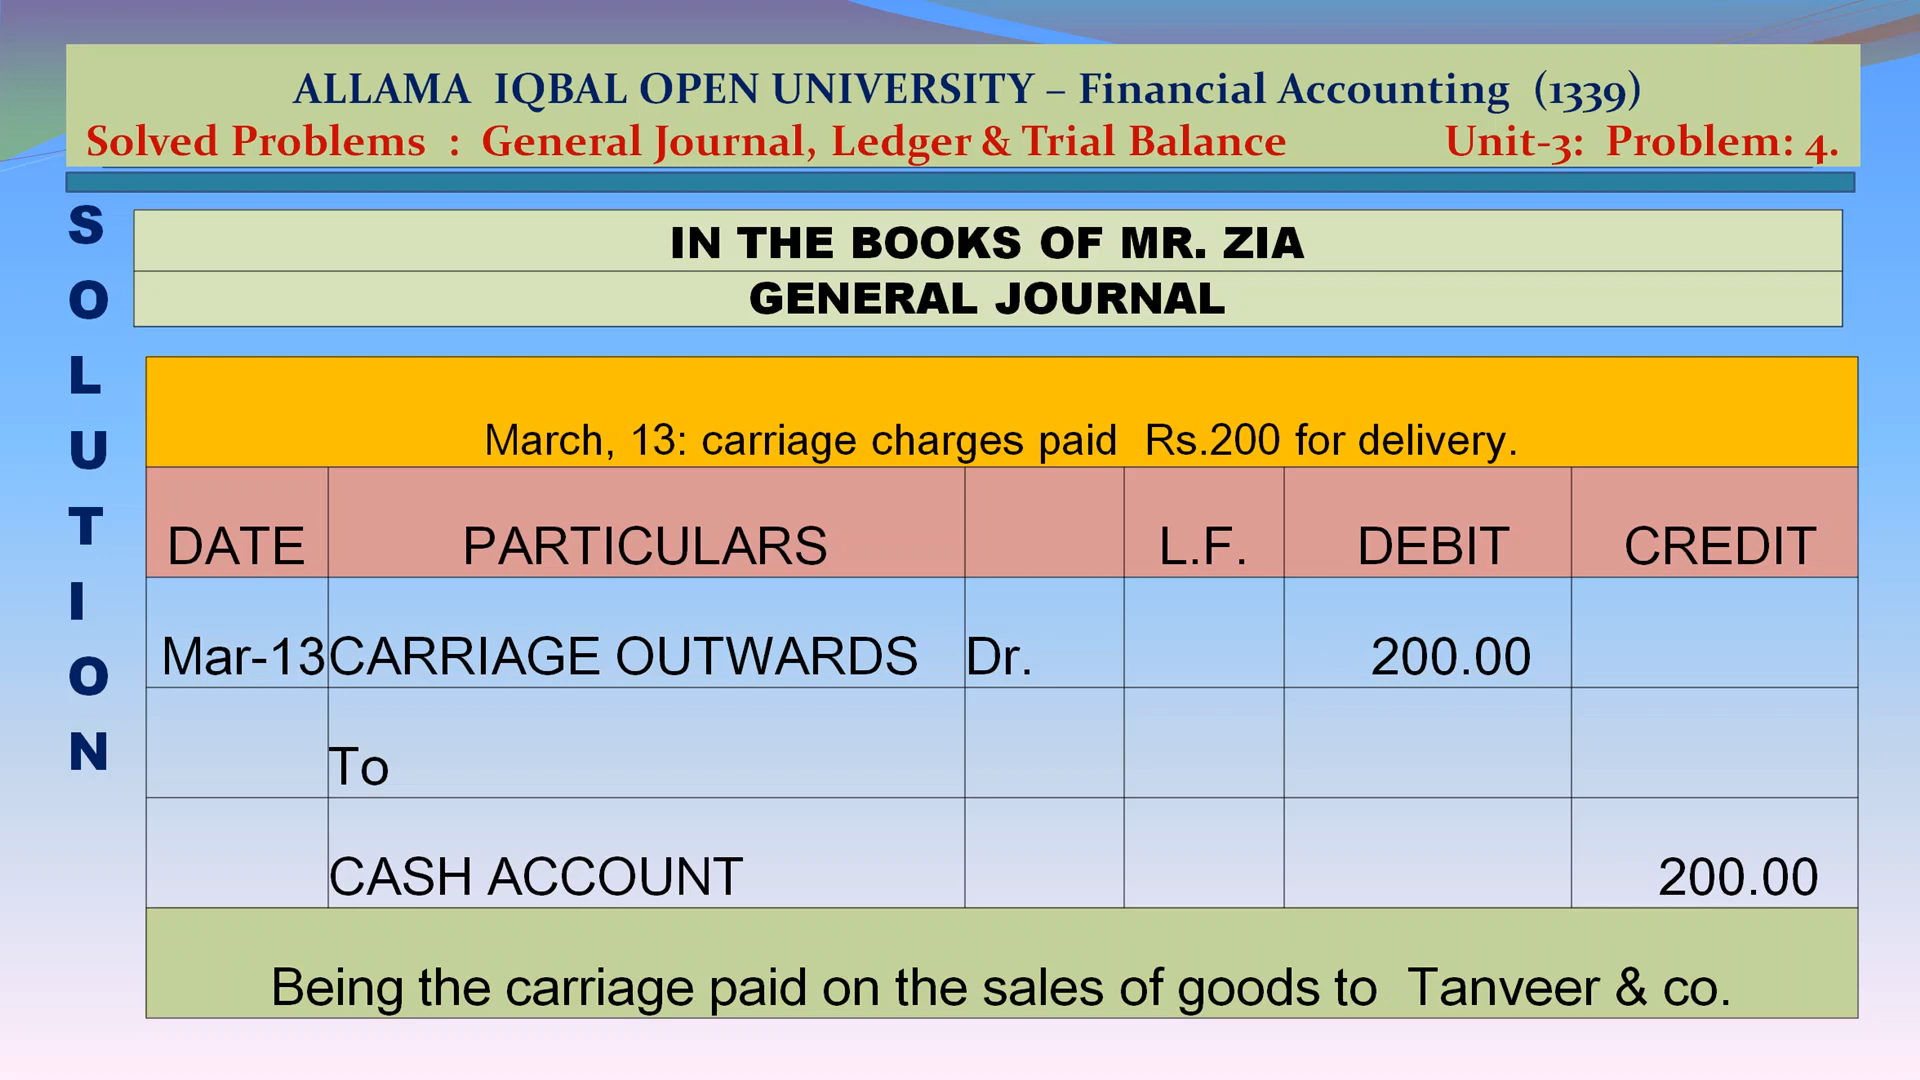 ALLAMA IQBAL OPEN UNIVERSITY – Financial Accounting (1339)
Solved Problems : General Journal, Ledger & Trial Balance Unit-3: Problem: 4.
SOLUTION
IN THE BOOKS OF MR. ZIA
GENERAL JOURNAL
March, 13: carriage charges paid Rs.200 for delivery.
DATE PARTICULARS L.F. DEBIT CREDIT
Mar-13 CARRIAGE OUTWARDS Dr. 200.00
To
CASH ACCOUNT 200.00
Being the carriage paid on the sales of goods to Tanveer & co.